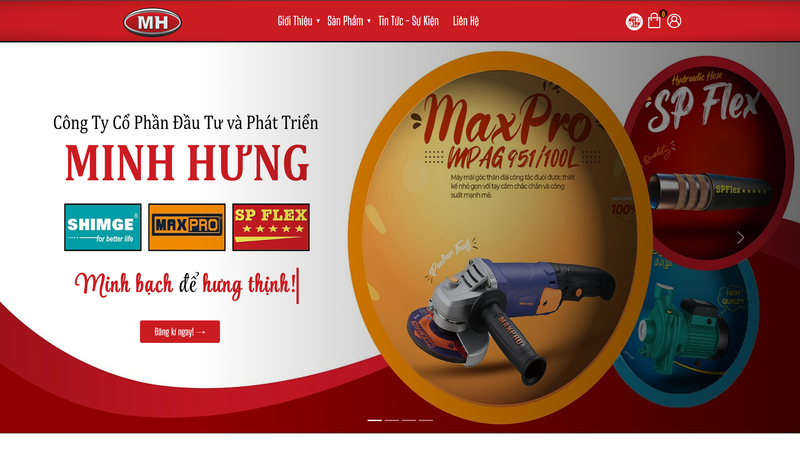 MH
Giới Thiệu ▾ Sản Phẩm ▾ Tin Tức - Sự Kiện Liên Hệ
0
Công Ty Cổ Phần Đầu Tư và Phát Triển
MINH HƯNG
SHIMGE®
for better life
MAXPRO
SP FLEX
★★★★★
Minh bạch để hưng thịnh!
Đăng kí ngay! →
MaxPro
MPAG 951/100L
Máy mài góc thân dài công tắc đuôi được thiết
kế nhỏ gọn với tay cầm chắc chắn và công
suất mạnh mẽ.
100%
Power Tools
MAXPRO
Hydraulic Hose
SP Flex
Quality
SPFlex★★★★★
HIGH
QUALITY